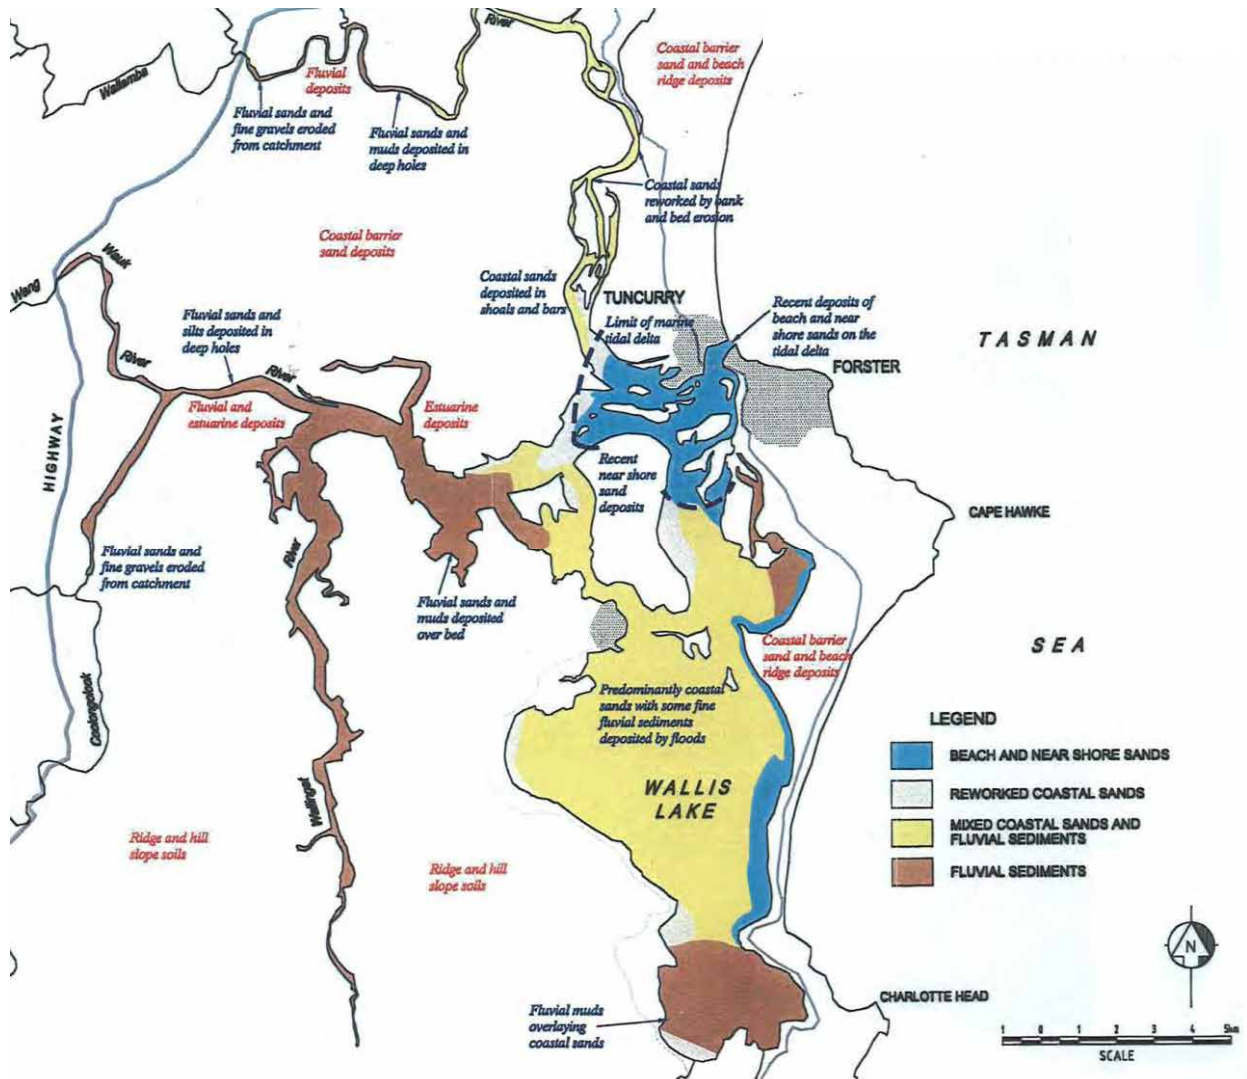 River
Coastal barrier
sand and beach
ridge deposits
Wallamba
Fluvial
deposits
Fluvial sands and
fine gravels eroded
from catchment
Fluvial sands and
muds deposited in
deep holes
Coastal sands
reworked by bank
and bed erosion
Coastal barrier
sand deposits
Wang
Wauk
River
Coastal sands
deposited in
shoals and bars
TUNCURRY
Limit of marine
tidal delta
Recent deposits of
beach and near
shore sands on the
tidal delta
TASMAN
FORSTER
Fluvial sands and
silts deposited in
deep holes
River
Fluvial and
estuarine deposits
Estuarine
deposits
HIGHWAY
Recent
near shore
sand
deposits
CAPE HAWKE
Fluvial sands and
fine gravels eroded
from catchment
River
Fluvial sands and
muds deposited
over bed
Coastal barrier
sand and beach
ridge deposits
SEA
Coolongolook
Predominantly coastal
sands with some fine
fluvial sediments
deposited by floods
WALLIS
LAKE
Wallingat
Ridge and hill
slope soils
Ridge and hill
slope soils
LEGEND
BEACH AND NEAR SHORE SANDS
REWORKED COASTAL SANDS
MIXED COASTAL SANDS AND
FLUVIAL SEDIMENTS
FLUVIAL SEDIMENTS
N
CHARLOTTE HEAD
Fluvial muds
overlaying
coastal sands
1 0 1 2 3 4 5km
SCALE